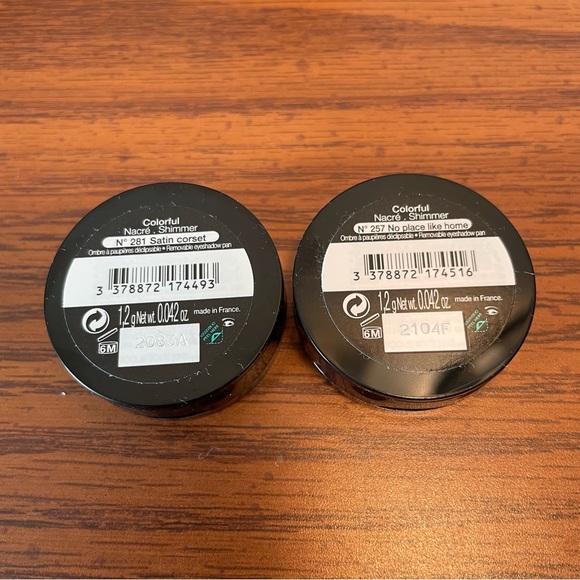 Colorful
Nacré . Shimmer
N° 281 Satin corset
Ombre à paupières déclipsable • Removable eyeshadow pan
3 378872 174493
1,2 g Net wt. 0.042 oz.
made in France.
6M
Colorful
Nacré . Shimmer
N° 257 No place like home
Ombre à paupières déclipsable • Removable eyeshadow pan
3 378872 174516
1,2 g Net wt. 0.042 oz.
made in France.
6M
2104F